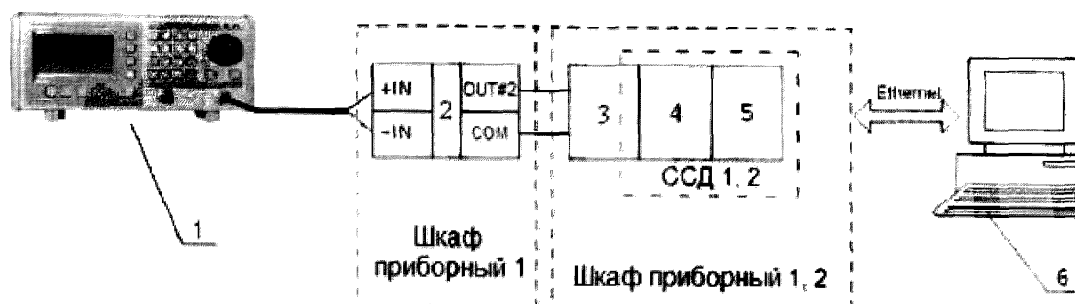 +IN
-IN
2
OUT#2
COM
3
4
5
ССД 1, 2
Ethernet
1
Шкаф
приборный 1
Шкаф приборный 1, 2
6